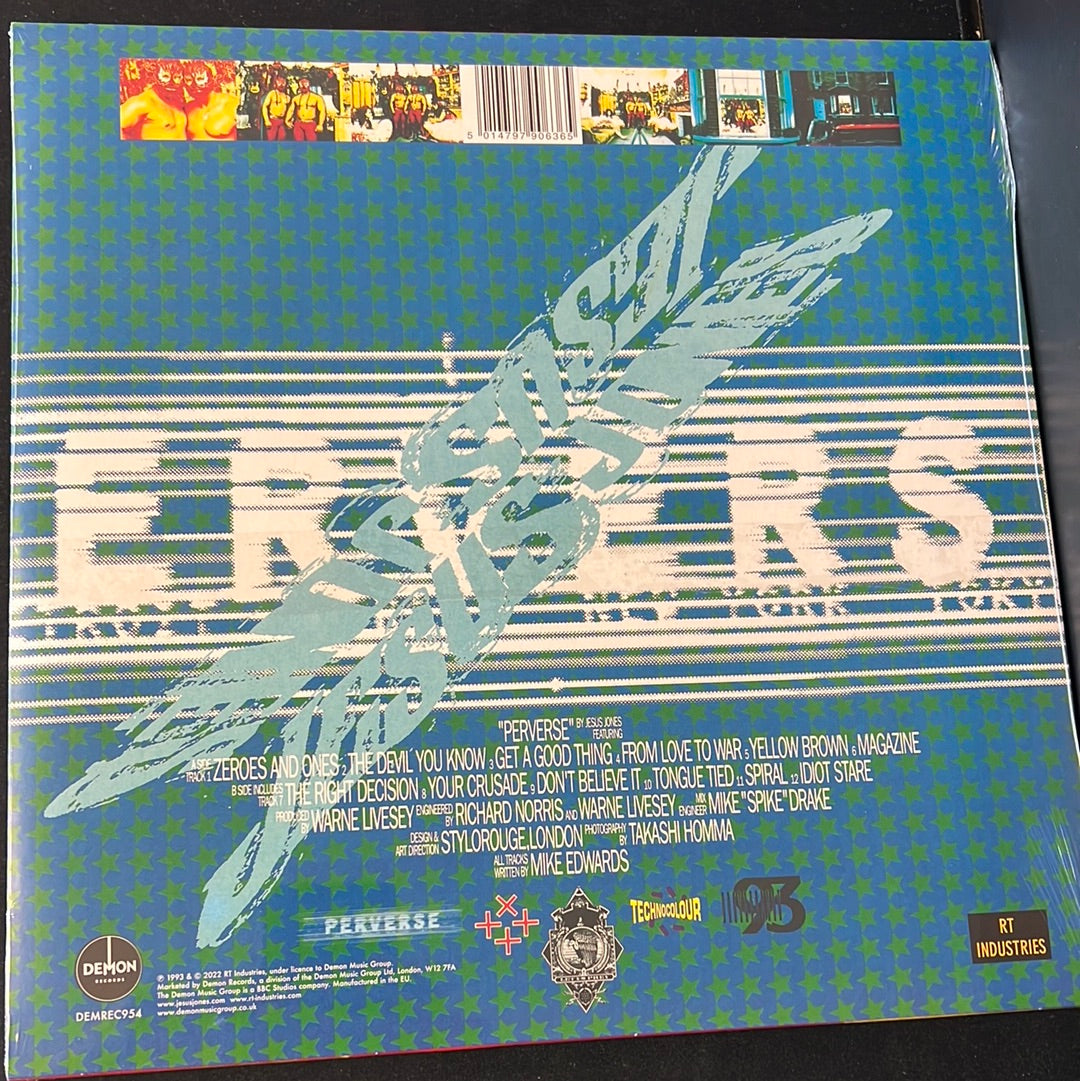 5 014797 906365
ERVERS
"PERVERSE" BY JESUS JONES FEATURING
A SIDE TRACK 1 ZEROES AND ONES 2 THE DEVIL YOU KNOW 3 GET A GOOD THING 4 FROM LOVE TO WAR 5 YELLOW BROWN 6 MAGAZINE
B SIDE INCLUDES TRACK 7 THE RIGHT DECISION 8 YOUR CRUSADE 9 DON'T BELIEVE IT 10 TONGUE TIED 11 SPIRAL 12 IDIOT STARE
PRODUCED BY WARNE LIVESEY ENGINEERED BY RICHARD NORRIS AND WARNE LIVESEY MIX ENGINEER MIKE "SPIKE" DRAKE
DESIGN & ART DIRECTION STYLOROUGE, LONDON PHOTOGRAPHY BY TAKASHI HOMMA
ALL TRACKS WRITTEN BY MIKE EDWARDS
PERVERSE
TECHNOCOLOUR
93
RT INDUSTRIES
DEMON RECORDS
DEMREC954
℗ 1993 & © 2022 RT Industries, under licence to Demon Music Group.
Marketed by Demon Records, a division of the Demon Music Group Ltd, London, W12 7FA
The Demon Music Group is a BBC Studios company. Manufactured in the EU.
www.jesusjones.com www.rt-industries.com
www.demonmusicgroup.co.uk